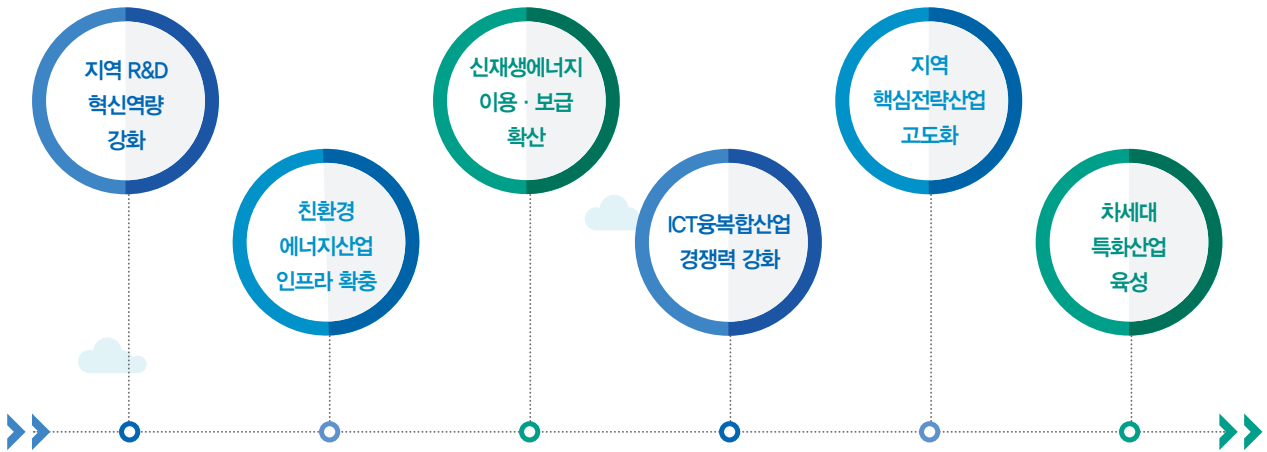 지역 R&D
혁신역량
강화
친환경
에너지산업
인프라 확충
신재생에너지
이용 · 보급
확산
ICT융복합산업
경쟁력 강화
지역
핵심전략산업
고도화
차세대
특화산업
육성